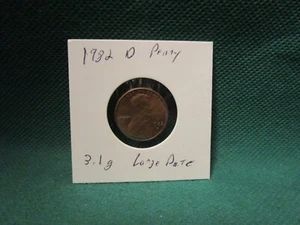 1982 D Penny
3.1g Large Date